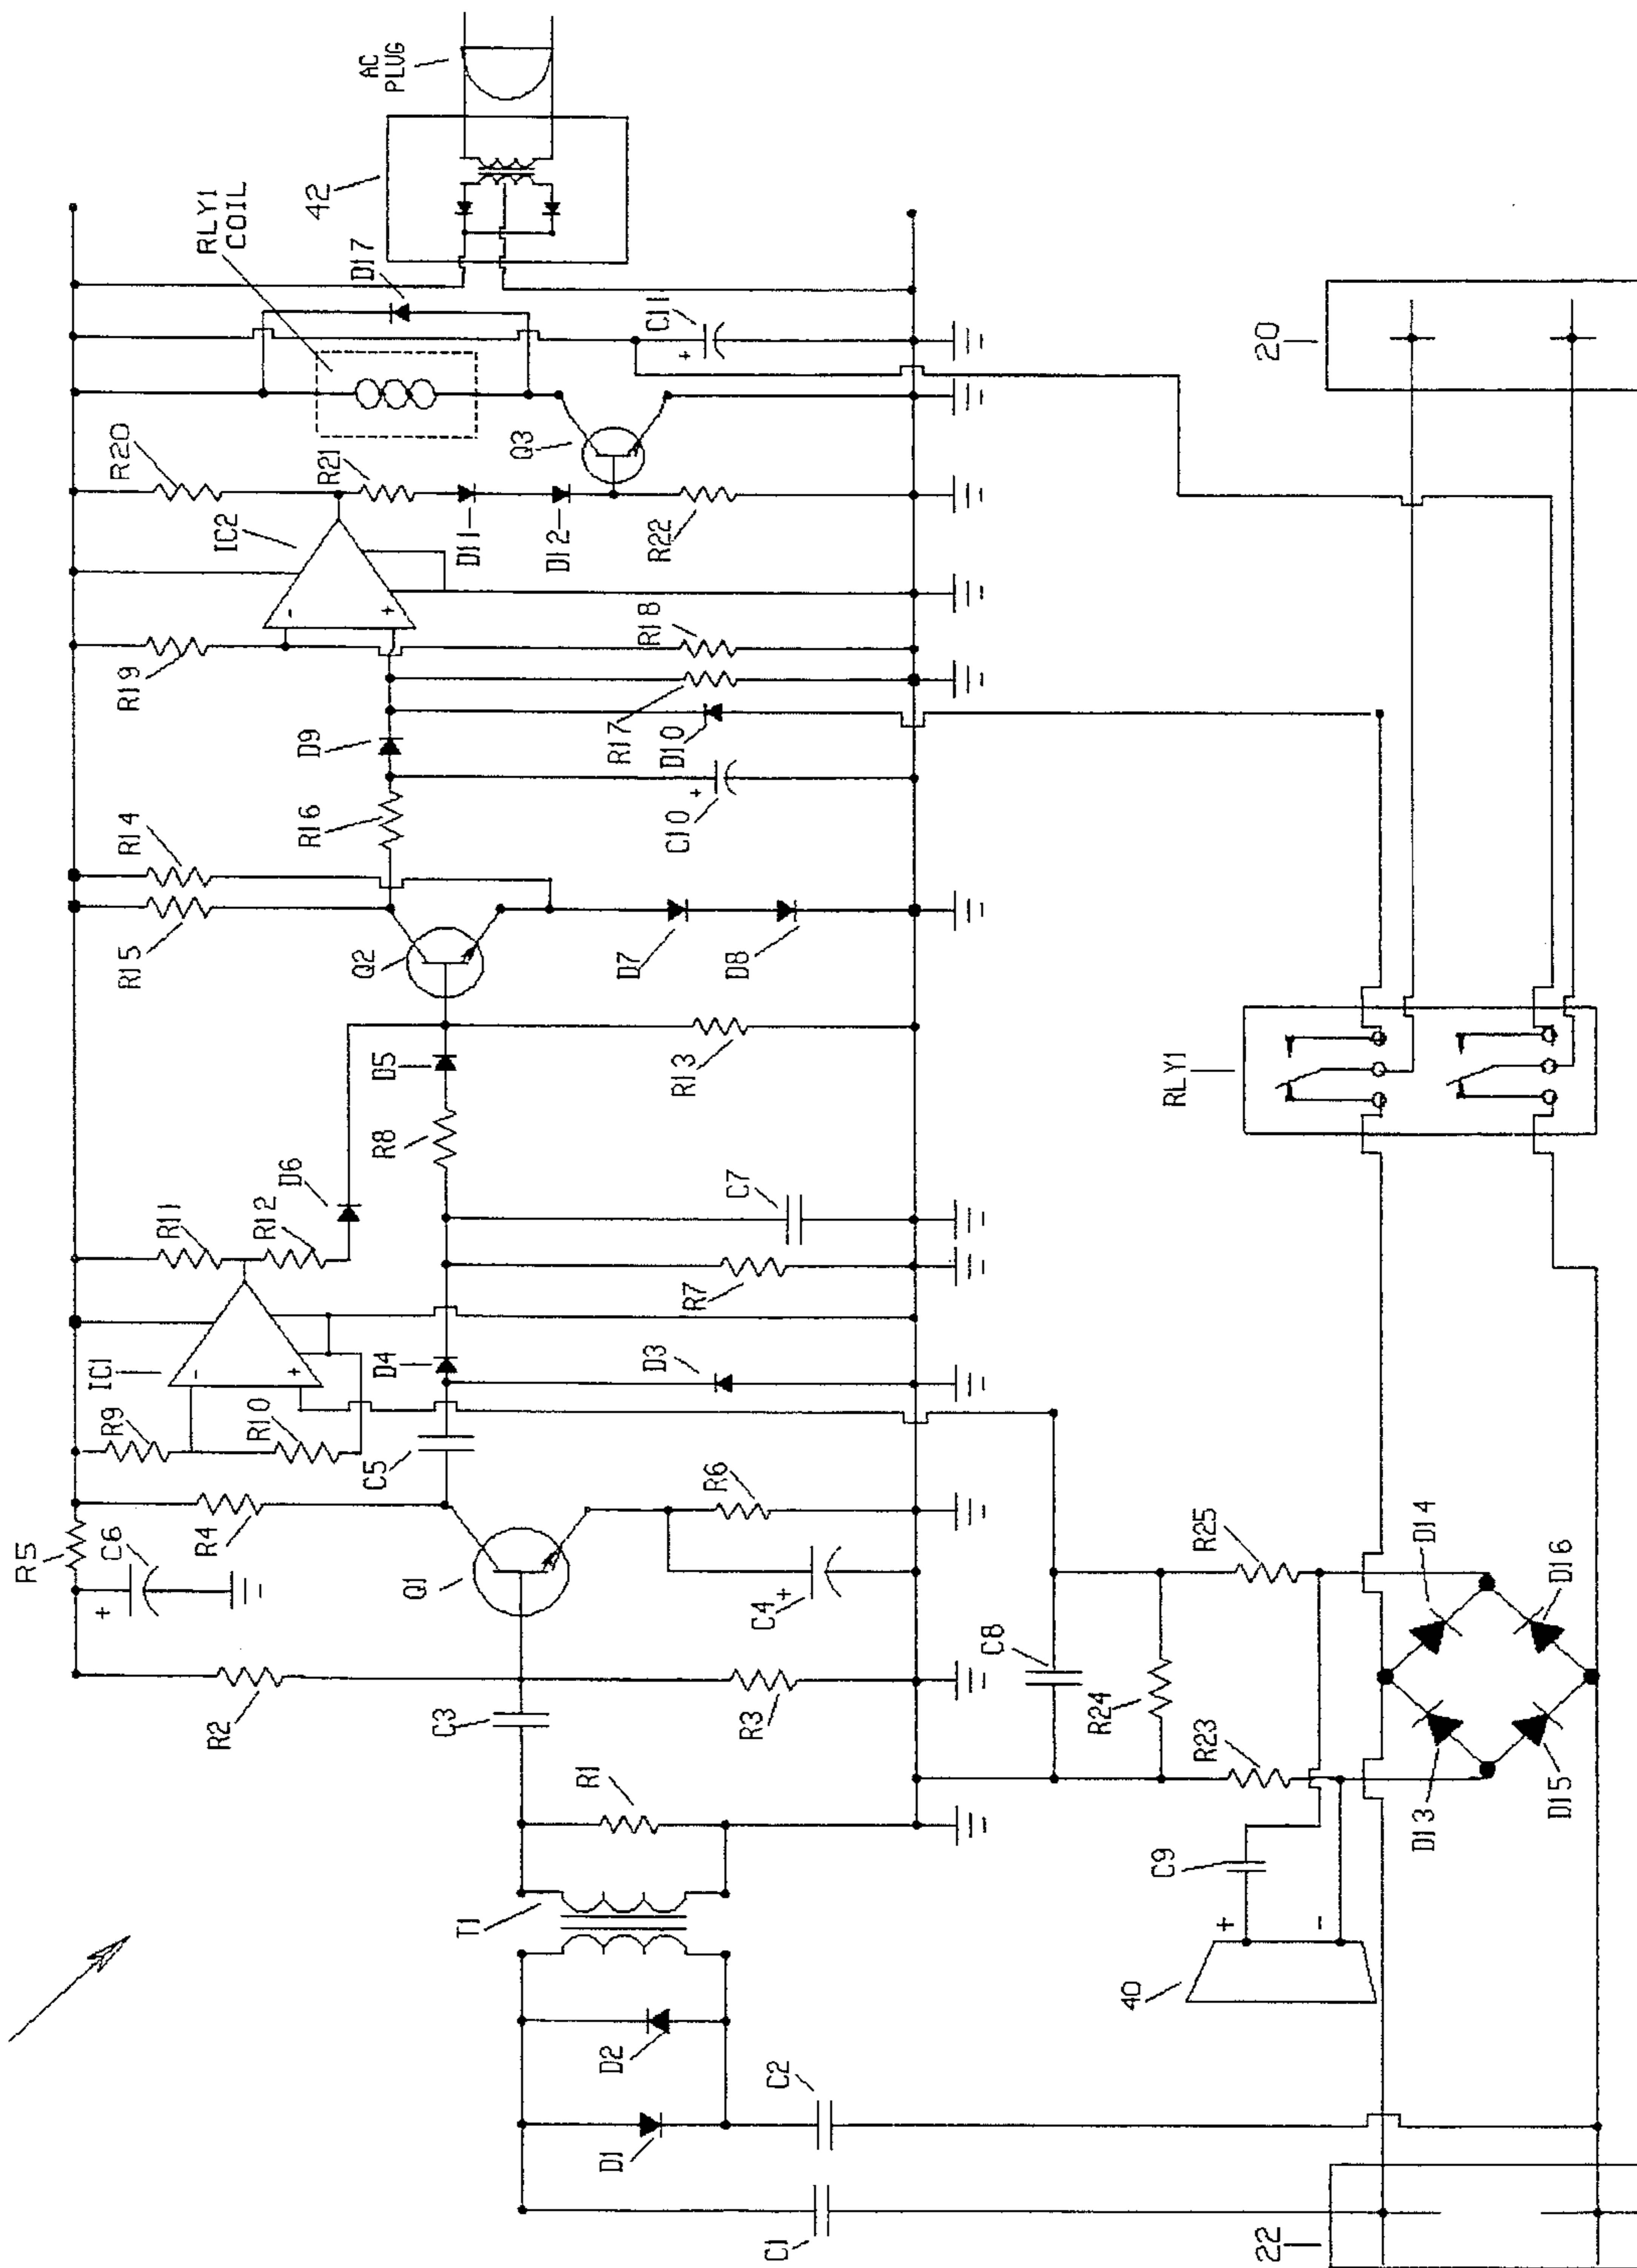 AC
PLUG
42
RLY1
COIL
D17
C11
+
20
R20
R21
Q3
IC2
D11
D12
R22
-
+
R19
R18
R17
D10
D9
C10
+
R16
R14
R15
Q2
D7
D8
R13
D5
R8
RLY1
D6
R11
R12
C7
R7
IC1
-
+
D4
D3
R9
R10
C5
R6
R5
R4
C6
+
Q1
C4
+
R25
D14
D16
C8
R2
C3
R3
R24
R23
R1
D13
D15
C9
T1
+
-
40
D2
D1
C2
C1
22